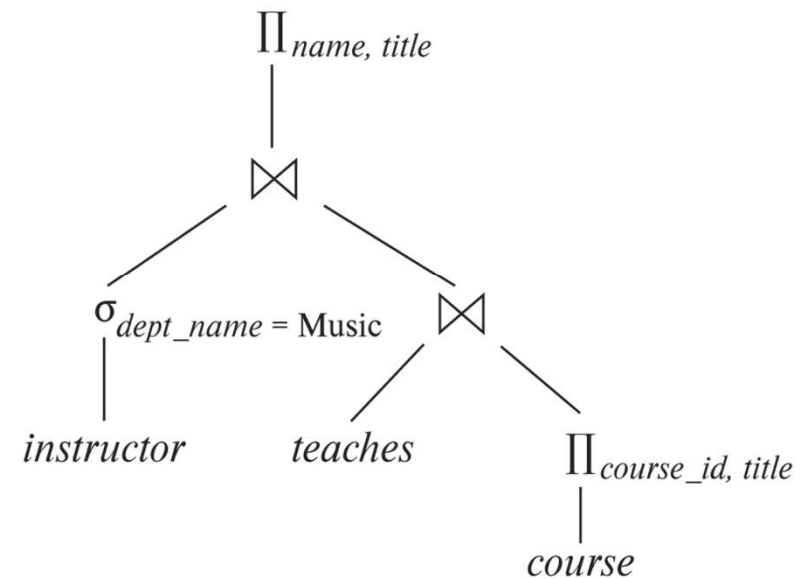 ∏ name, title
⋈
σ dept_name = Music
⋈
instructor
teaches
∏ course_id, title
course